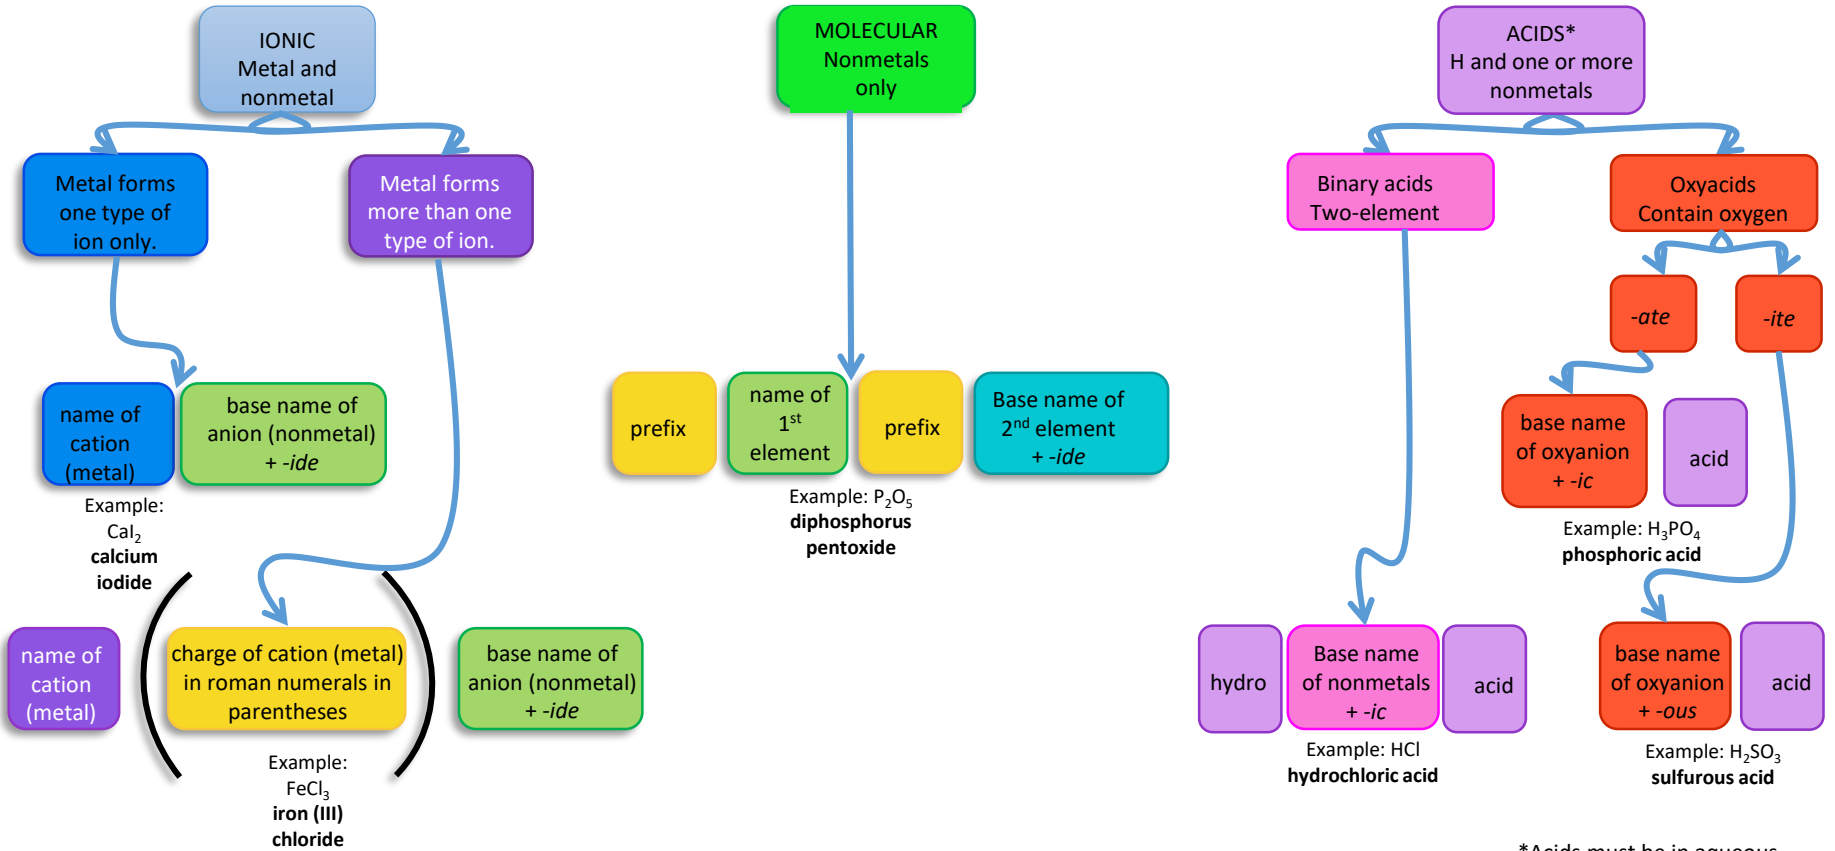 IONIC
Metal and
nonmetal
MOLECULAR
Nonmetals
only
ACIDS*
H and one or more
nonmetals
Metal forms
one type of
ion only.
Metal forms
more than one
type of ion.
Binary acids
Two-element
Oxyacids
Contain oxygen
-ate
-ite
name of
cation
(metal)
base name of
anion (nonmetal)
+ -ide
Example:
CaI₂
calcium
iodide
prefix
name of
1st
element
prefix
Base name of
2nd element
+ -ide
Example: P₂O₅
diphosphorus
pentoxide
base name
of oxyanion
+ -ic
acid
Example: H₃PO₄
phosphoric acid
name of
cation
(metal)
charge of cation (metal)
in roman numerals in
parentheses
base name of
anion (nonmetal)
+ -ide
Example:
FeCl₃
iron (III)
chloride
hydro
Base name
of nonmetals
+ -ic
acid
Example: HCl
hydrochloric acid
base name
of oxyanion
+ -ous
acid
Example: H₂SO₃
sulfurous acid
*Acids must be in aqueous